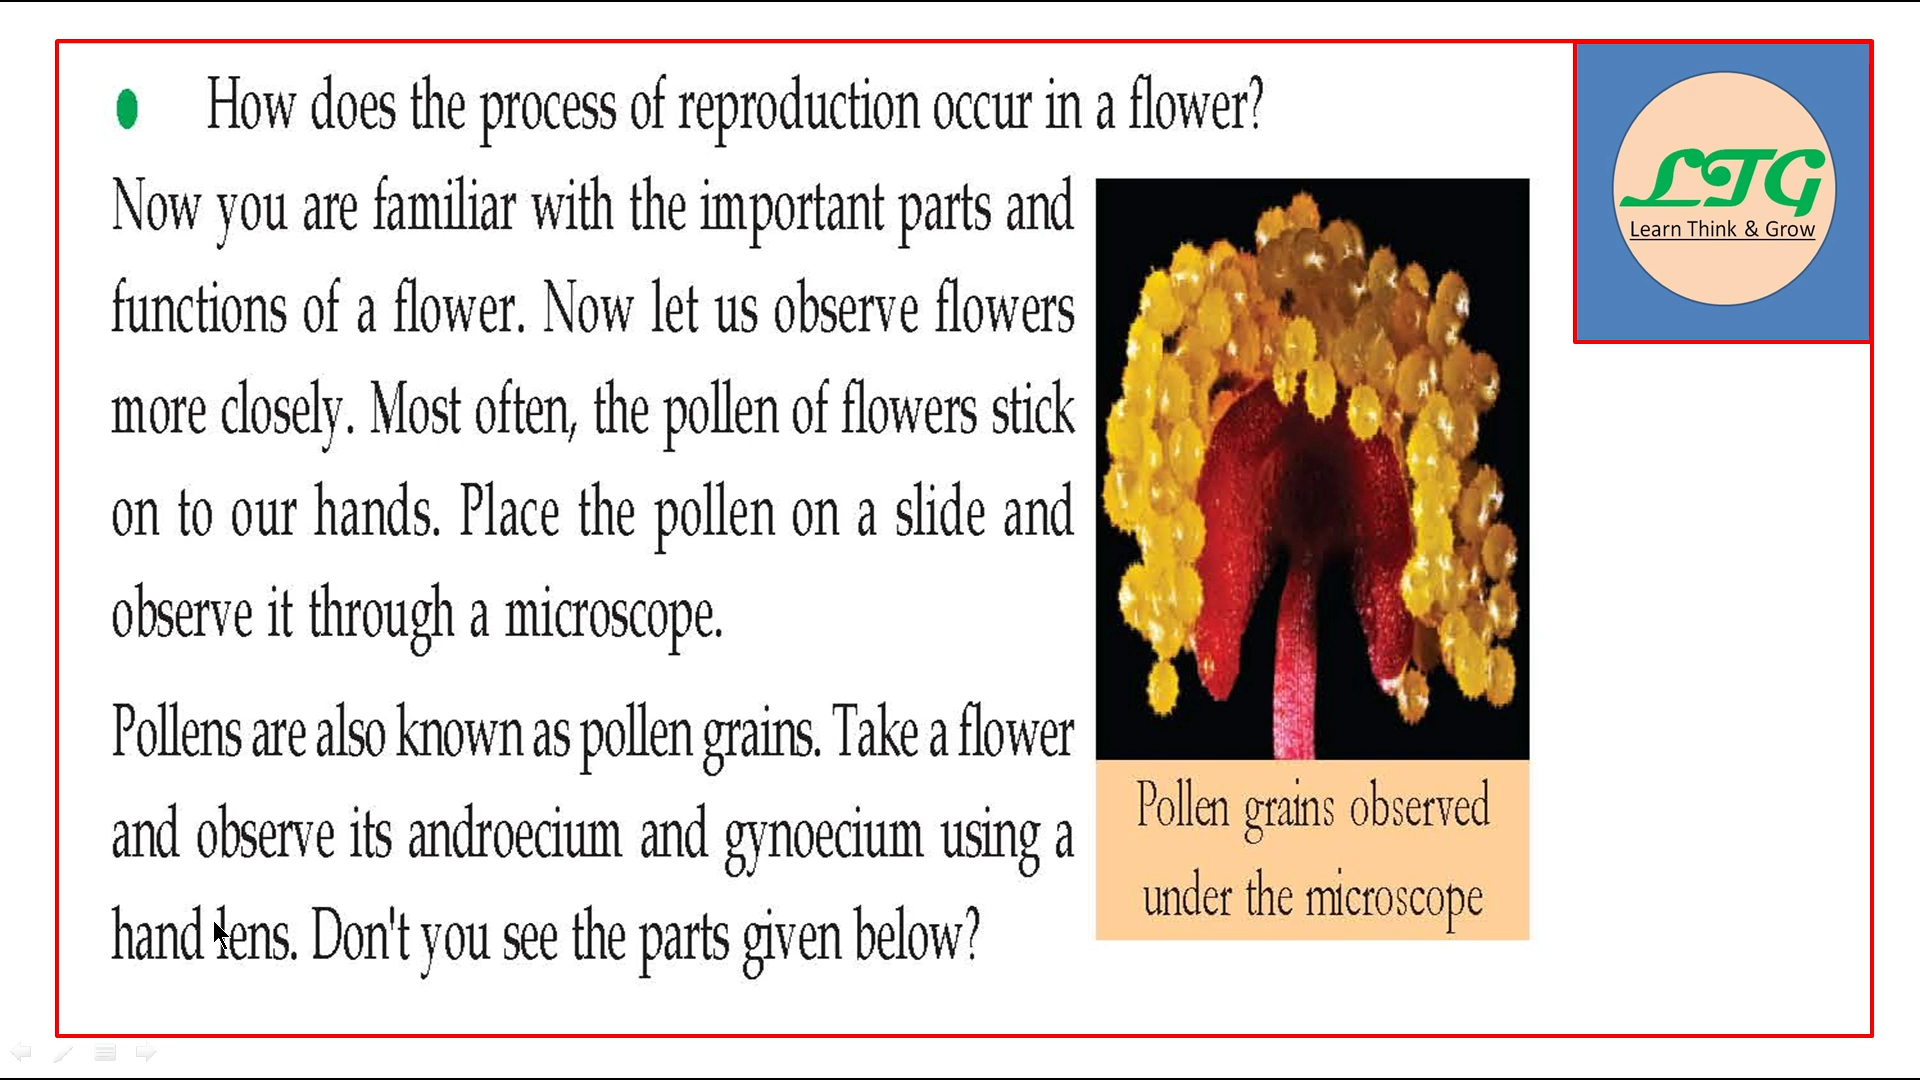 How does the process of reproduction occur in a flower?
Now you are familiar with the important parts and
functions of a flower. Now let us observe flowers
more closely. Most often, the pollen of flowers stick
on to our hands. Place the pollen on a slide and
observe it through a microscope.
Pollens are also known as pollen grains. Take a flower
and observe its androecium and gynoecium using a
hand lens. Don't you see the parts given below?
Pollen grains observed
under the microscope
LTG
Learn Think & Grow